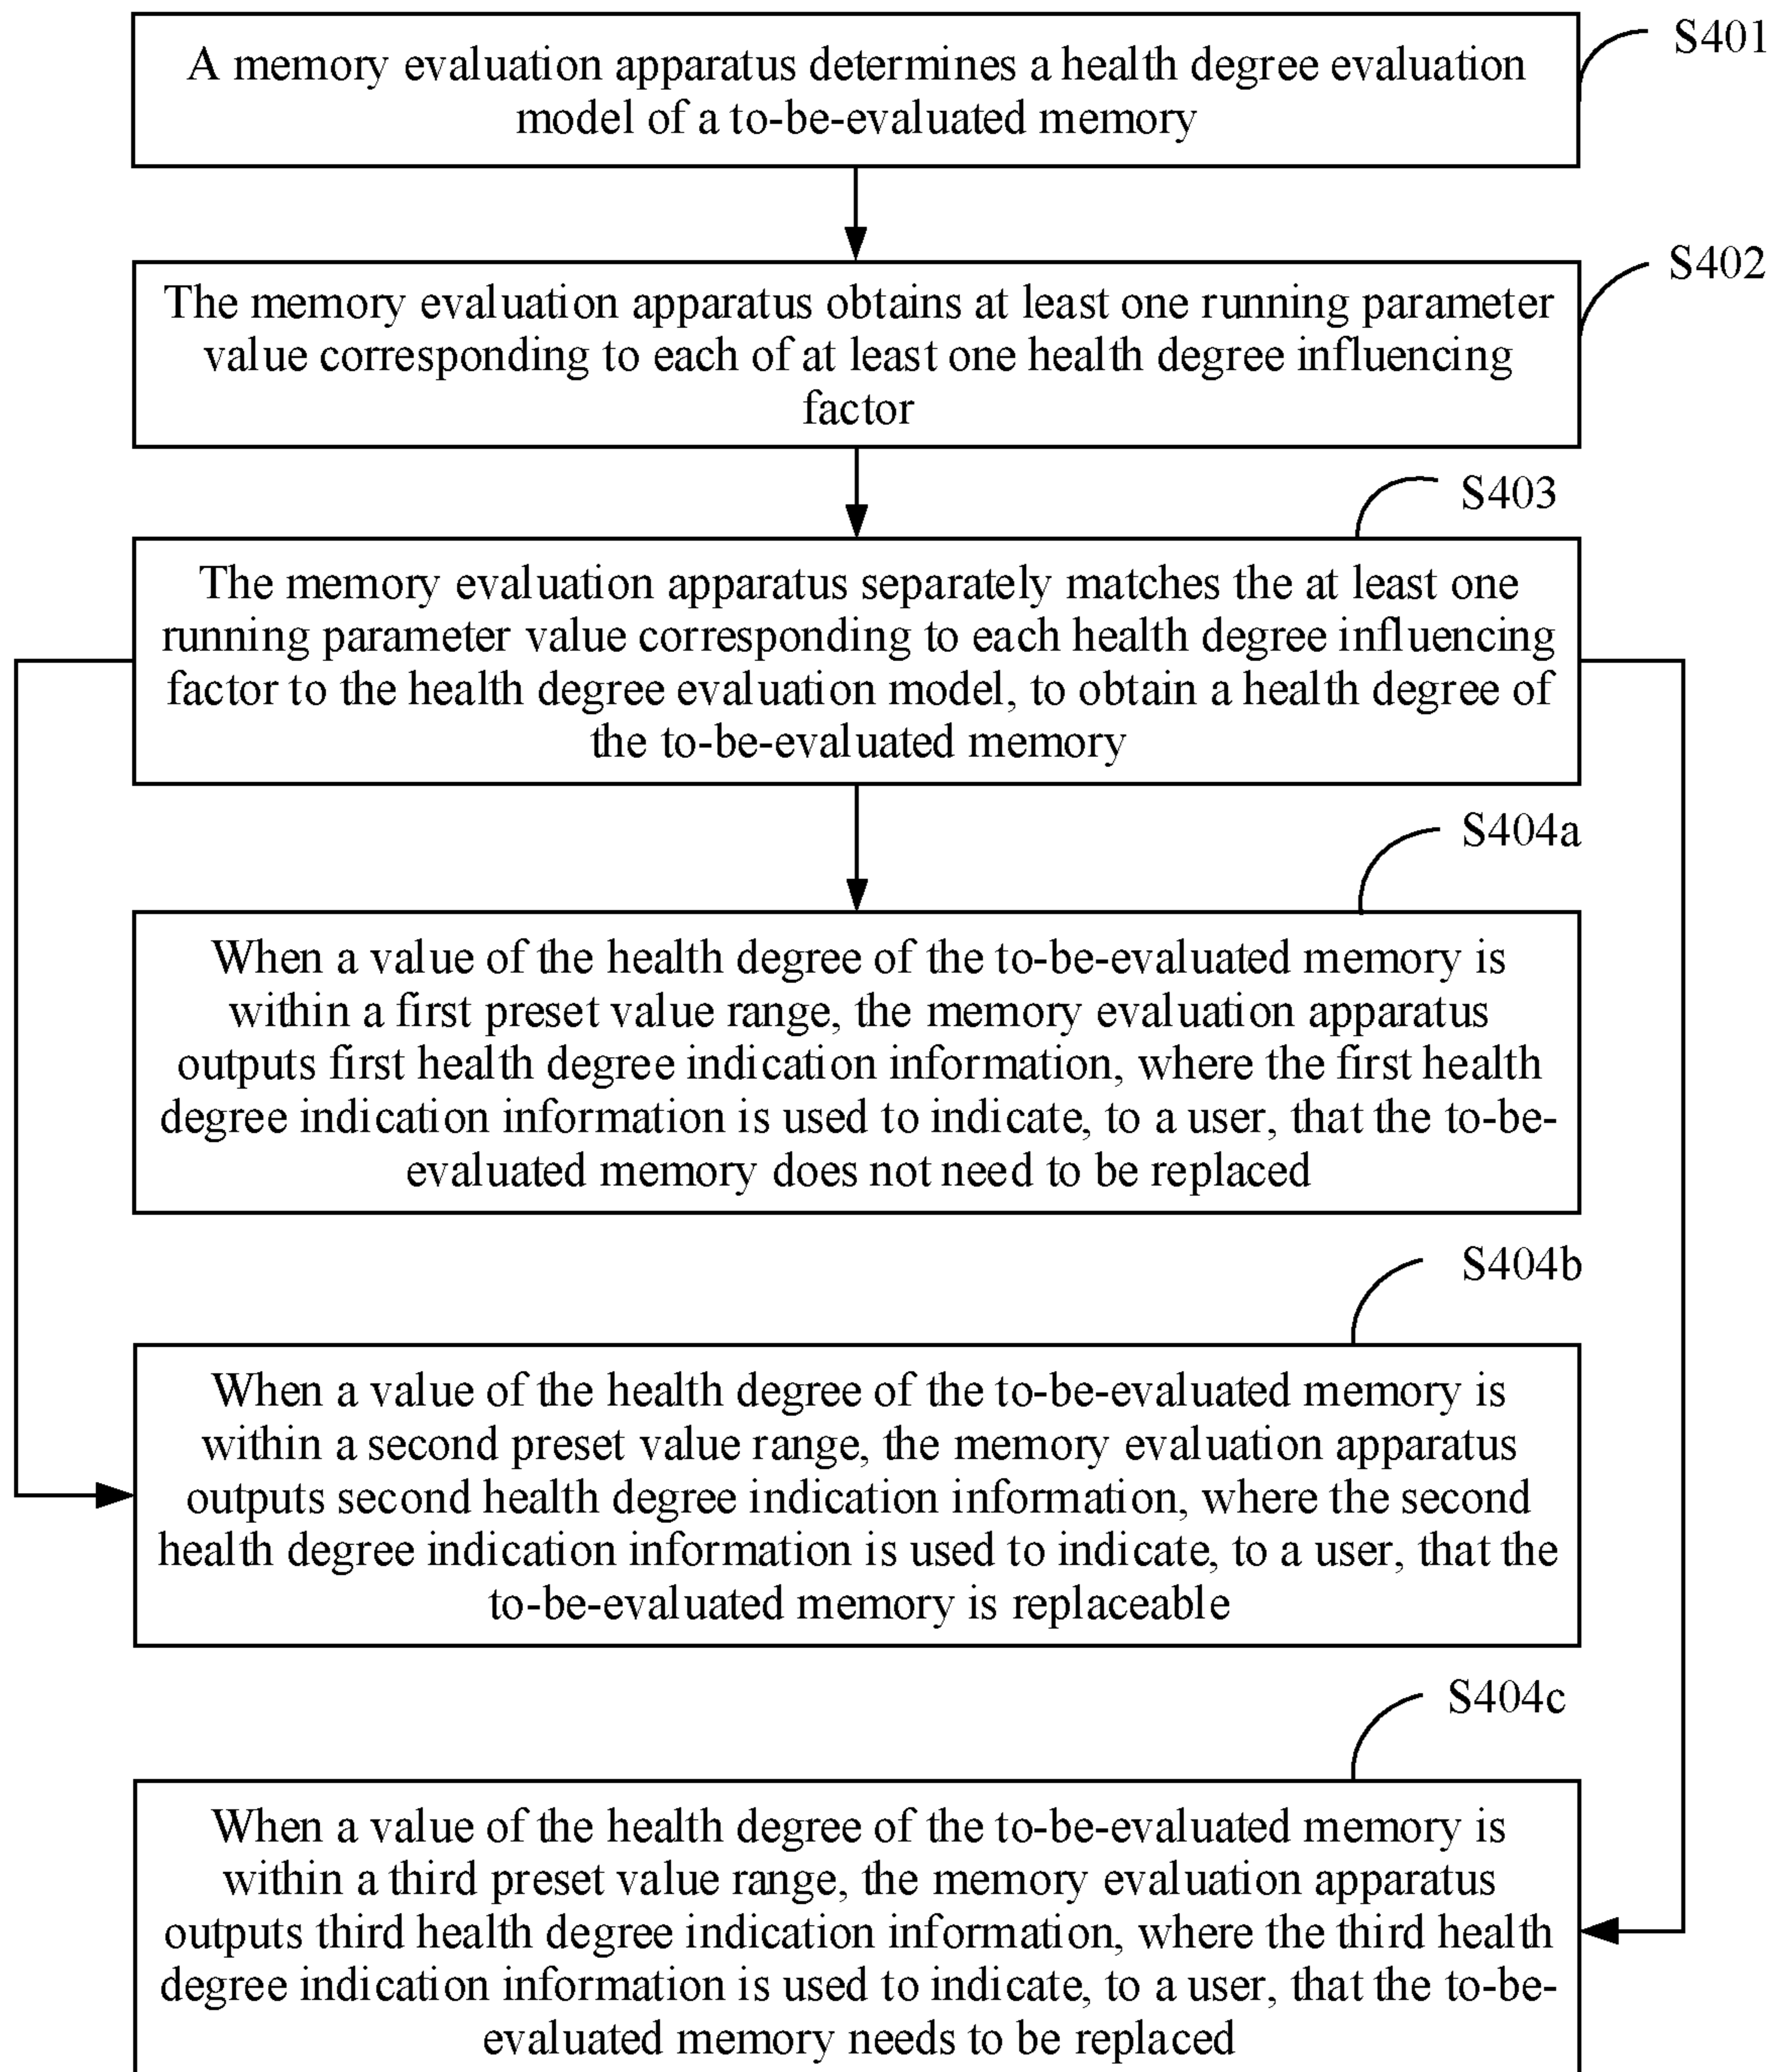 S401
A memory evaluation apparatus determines a health degree evaluation
model of a to-be-evaluated memory
S402
The memory evaluation apparatus obtains at least one running parameter
value corresponding to each of at least one health degree influencing
factor
S403
The memory evaluation apparatus separately matches the at least one
running parameter value corresponding to each health degree influencing
factor to the health degree evaluation model, to obtain a health degree of
the to-be-evaluated memory
S404a
When a value of the health degree of the to-be-evaluated memory is
within a first preset value range, the memory evaluation apparatus
outputs first health degree indication information, where the first health
degree indication information is used to indicate, to a user, that the to-be-
evaluated memory does not need to be replaced
S404b
When a value of the health degree of the to-be-evaluated memory is
within a second preset value range, the memory evaluation apparatus
outputs second health degree indication information, where the second
health degree indication information is used to indicate, to a user, that the
to-be-evaluated memory is replaceable
S404c
When a value of the health degree of the to-be-evaluated memory is
within a third preset value range, the memory evaluation apparatus
outputs third health degree indication information, where the third health
degree indication information is used to indicate, to a user, that the to-be-
evaluated memory needs to be replaced